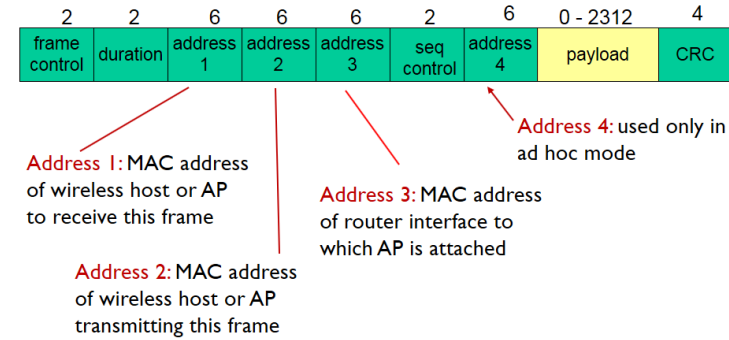 2 2 6 6 6 2 6 0 - 2312 4
frame control duration address 1 address 2 address 3 seq control address 4 payload CRC
Address 4: used only in
ad hoc mode
Address 1: MAC address
of wireless host or AP
to receive this frame
Address 3: MAC address
of router interface to
which AP is attached
Address 2: MAC address
of wireless host or AP
transmitting this frame